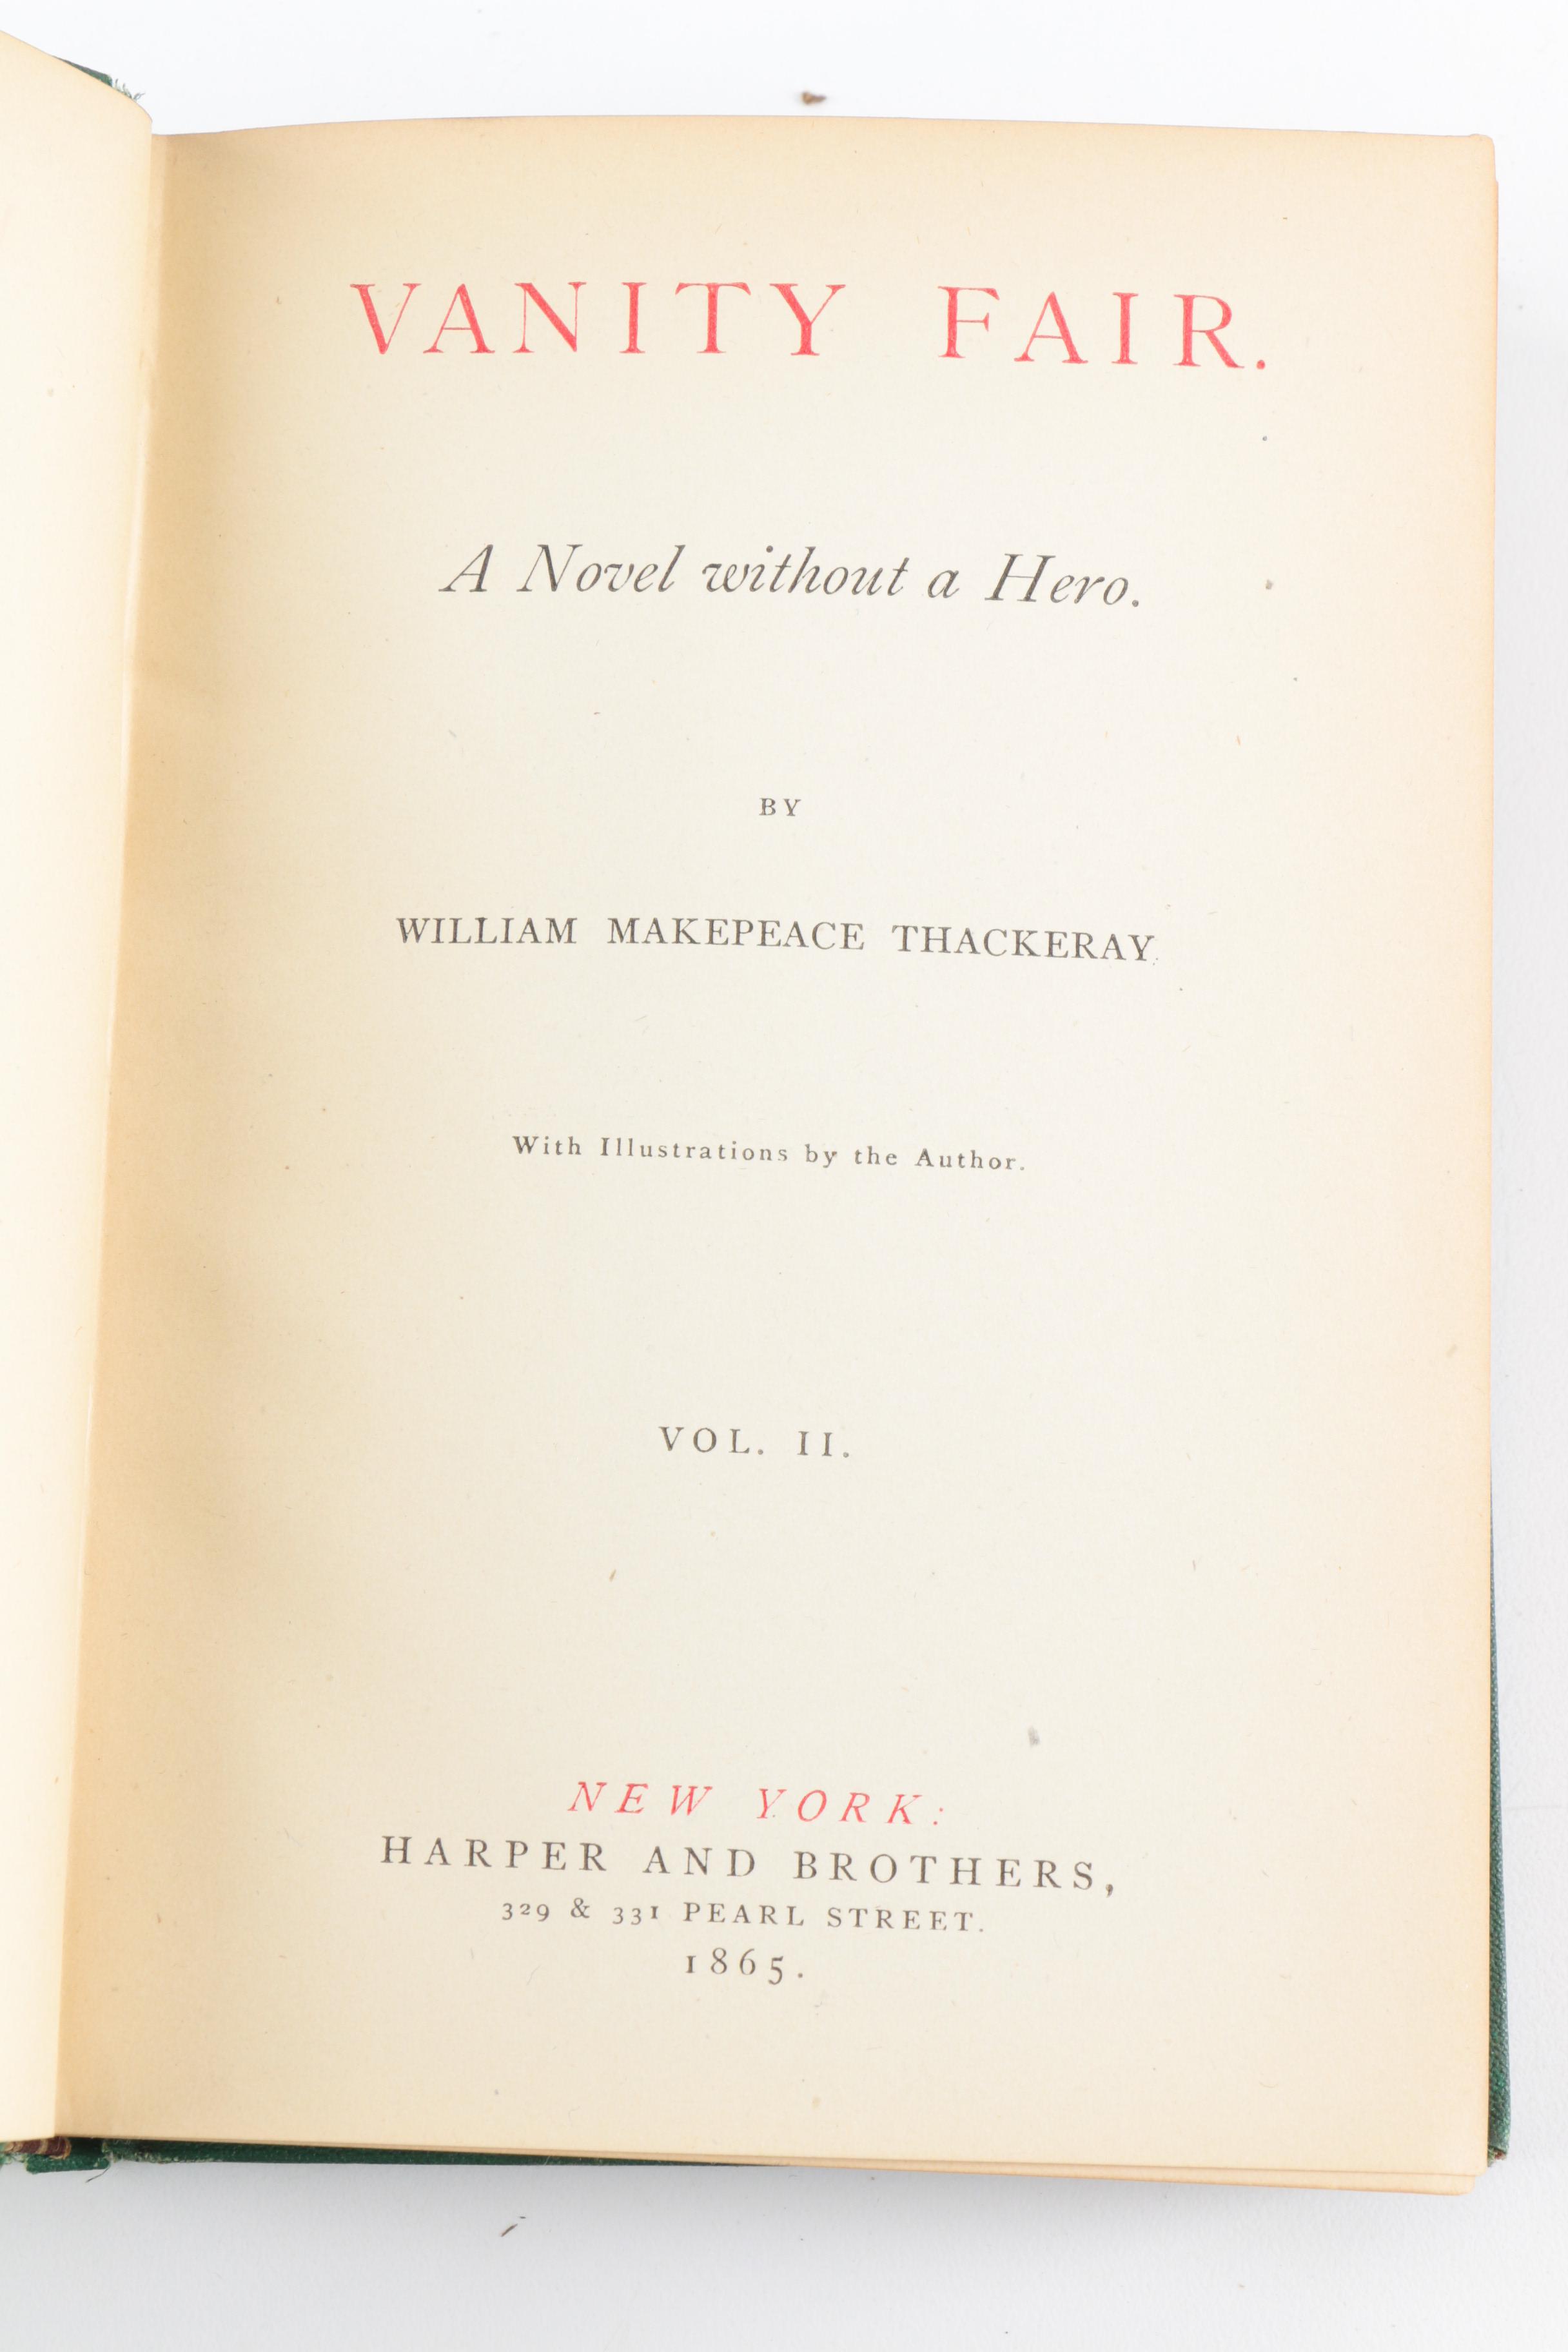 VANITY FAIR.
A Novel without a Hero.
BY
WILLIAM MAKEPEACE THACKERAY.
With Illustrations by the Author.
VOL. II.
NEW YORK:
HARPER AND BROTHERS,
329 & 331 PEARL STREET.
1865.